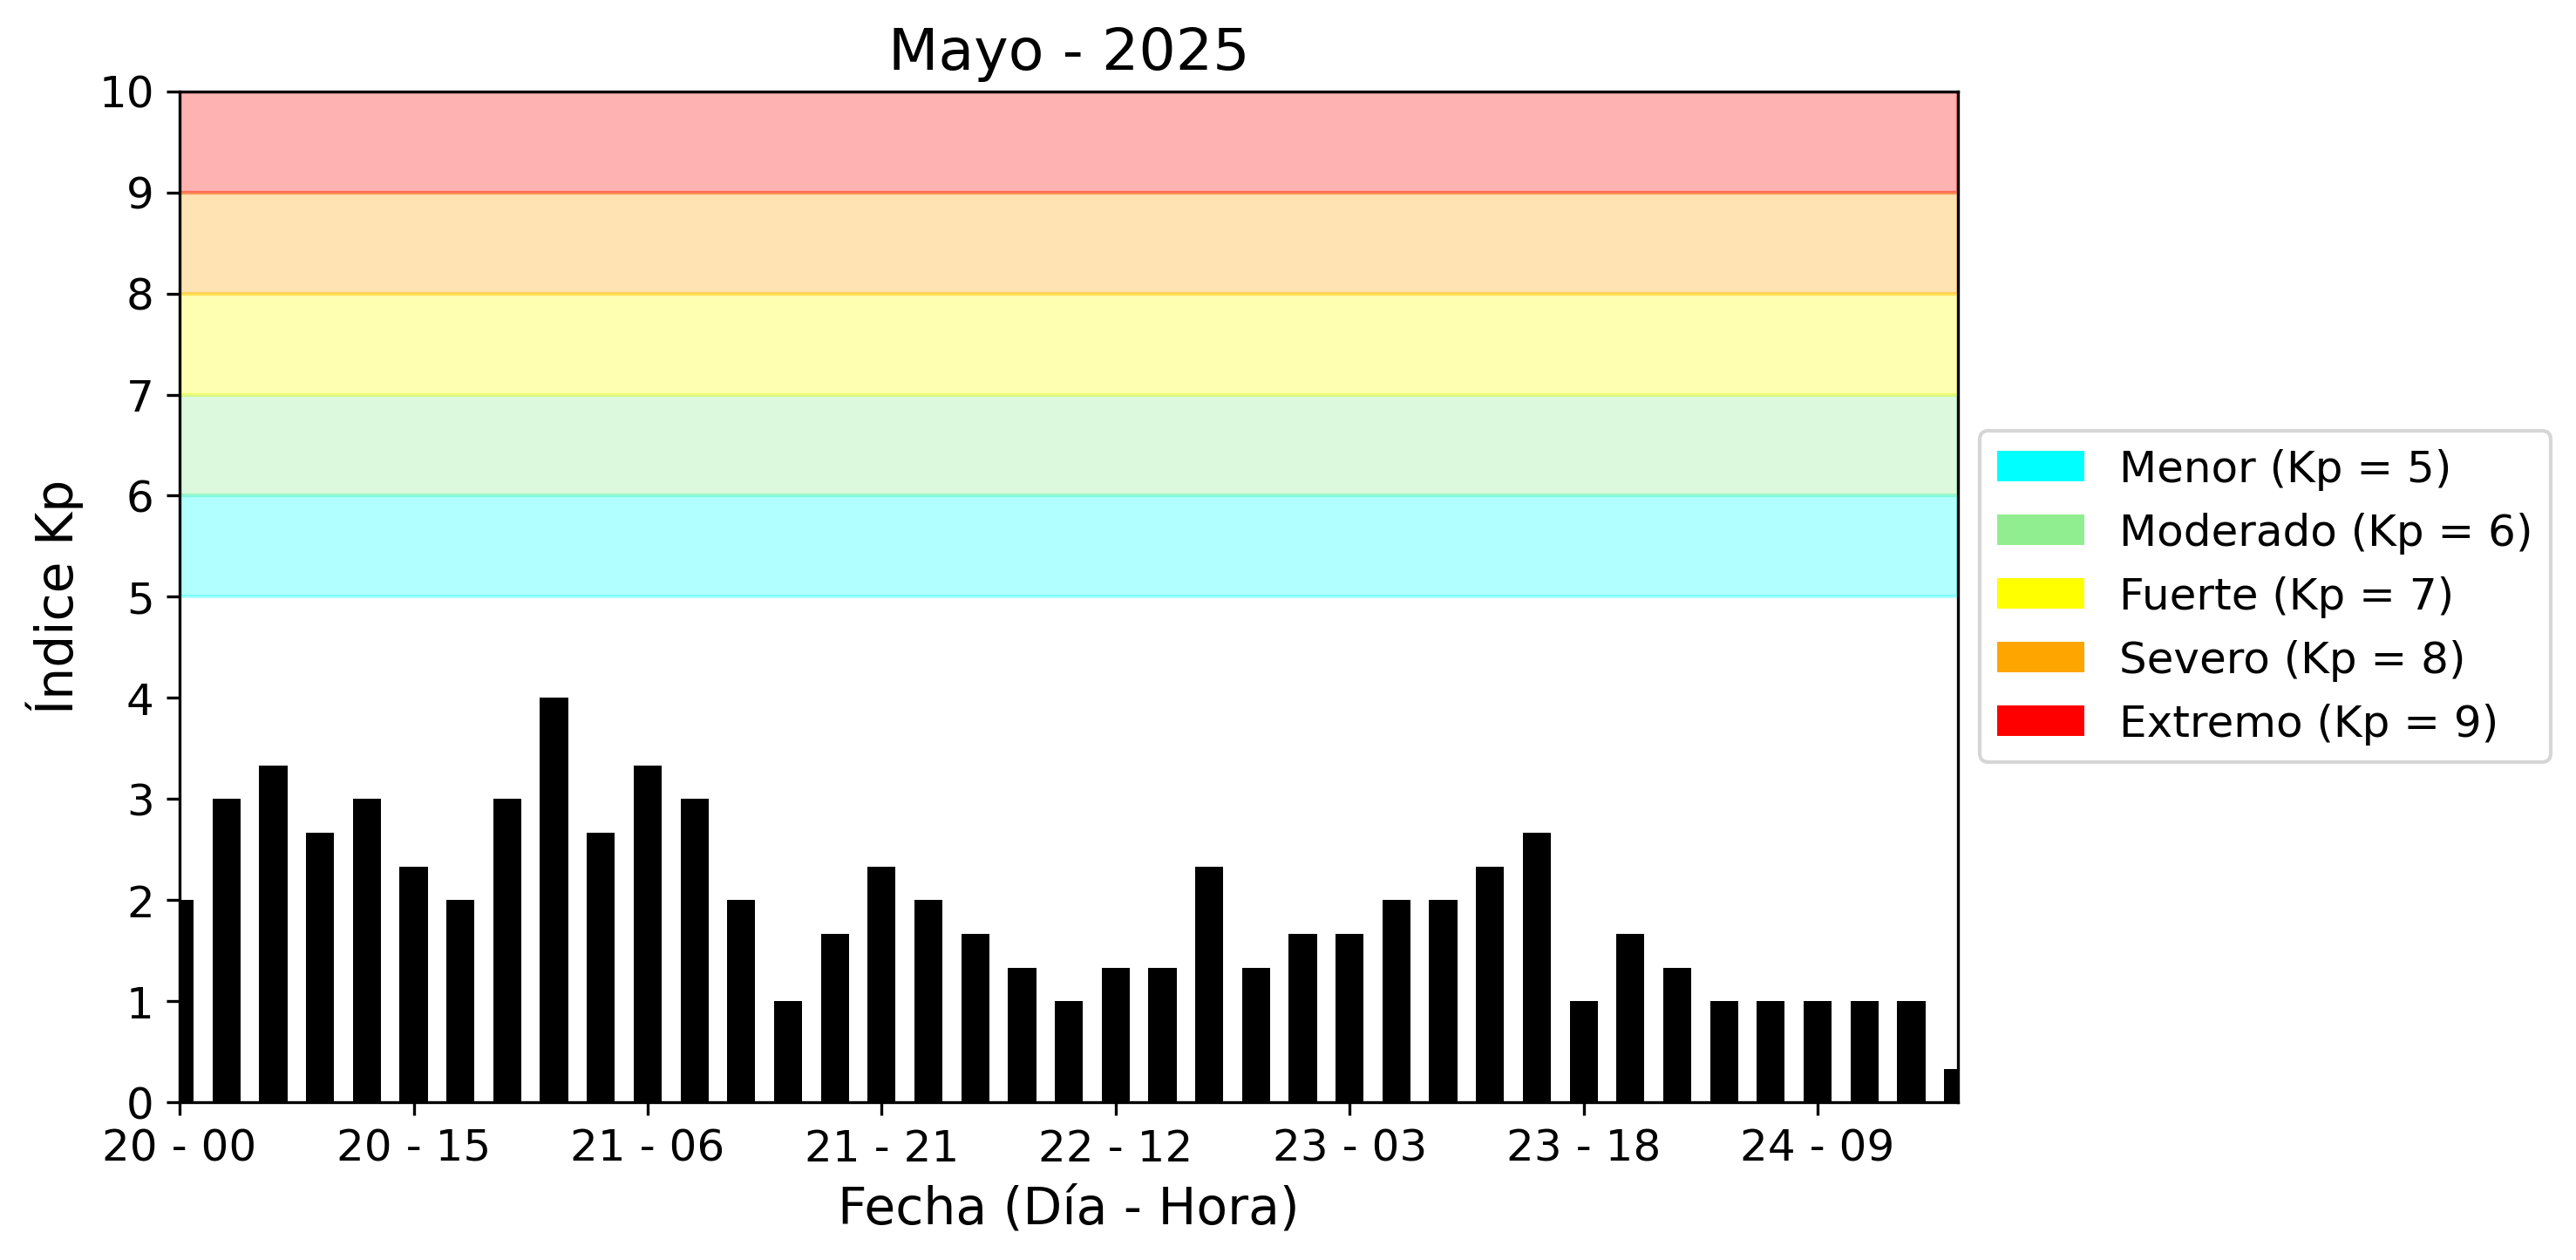 Mayo - 2025
10
9
8
7
6
5
4
3
2
1
0
Índice Kp
20 - 00
20 - 15
21 - 06
21 - 21
22 - 12
23 - 03
23 - 18
24 - 09
Fecha (Día - Hora)
Menor (Kp = 5)
Moderado (Kp = 6)
Fuerte (Kp = 7)
Severo (Kp = 8)
Extremo (Kp = 9)